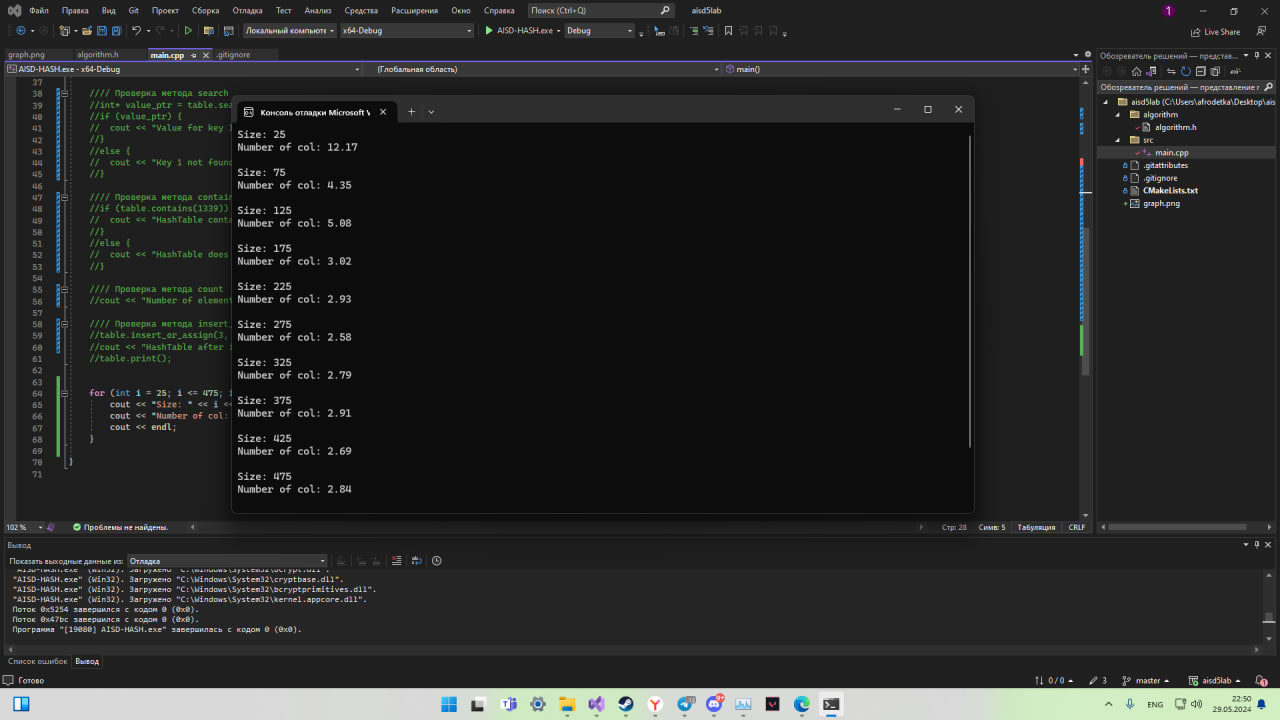 Файл Правка Вид Git Проект Сборка Отладка Тест Анализ Средства Расширения Окно Справка Поиск (Ctrl+Q) aisd5lab 1
Локальный компьюте x64-Debug AISD-HASH.exe Debug Live Share
graph.png algorithm.h main.cpp .gitignore
AISD-HASH.exe - x64-Debug (Глобальная область) main()
37
38 //// Проверка метода search
39 //int* value_ptr = table.sea
40 //if (value_ptr) {
41 // cout << "Value for key 1
42 //}
43 //else {
44 // cout << "Key 1 not found
45 //}
46
47 //// Проверка метода contain
48 //if (table.contains(1339))
49 // cout << "HashTable conta
50 //}
51 //else {
52 // cout << "HashTable does
53 //}
54
55 //// Проверка метода count
56 //cout << "Number of element
57
58 //// Проверка метода insert_
59 //table.insert_or_assign(3,
60 //cout << "HashTable after i
61 //table.print();
62
63
64 for (int i = 25; i <= 475; i
65 cout << "Size: " << i <<
66 cout << "Number of col:
67 cout << endl;
68 }
69
70 }
71
Консоль отладки Microsoft V
Size: 25
Number of col: 12.17
Size: 75
Number of col: 4.35
Size: 125
Number of col: 5.08
Size: 175
Number of col: 3.02
Size: 225
Number of col: 2.93
Size: 275
Number of col: 2.58
Size: 325
Number of col: 2.79
Size: 375
Number of col: 2.91
Size: 425
Number of col: 2.69
Size: 475
Number of col: 2.84
Обозреватель решений — представление
Обозреватель решений — представление г
aisd5lab (C:\Users\afrodetka\Desktop\ais
algorithm
algorithm.h
src
main.cpp
.gitattributes
.gitignore
CMakeLists.txt
graph.png
102 % Проблемы не найдены. Стр: 28 Симв: 5 Табуляция CRLF
Вывод
Показать выходные данные из: Отладка
"AISD-HASH.exe" (Win32). Загружено "C:\Windows\System32\bcrypt.dll".
"AISD-HASH.exe" (Win32). Загружено "C:\Windows\System32\cryptbase.dll".
"AISD-HASH.exe" (Win32). Загружено "C:\Windows\System32\bcryptprimitives.dll".
"AISD-HASH.exe" (Win32). Загружено "C:\Windows\System32\kernel.appcore.dll".
Поток 0x5254 завершился с кодом 0 (0x0).
Поток 0x47bc завершился с кодом 0 (0x0).
Программа "[19080] AISD-HASH.exe" завершилась с кодом 0 (0x0).
Список ошибок Вывод
Готово 0 / 0 3 master aisd5lab 1
ENG 22:50
29.05.2024